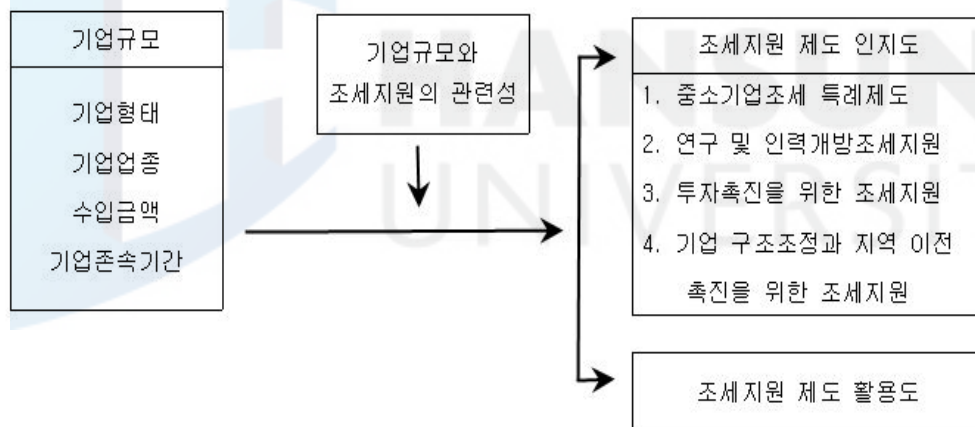 기업규모
기업형태
기업업종
수입금액
기업존속기간
기업규모와
조세지원의 관련성
조세지원 제도 인지도
1. 중소기업조세 특례제도
2. 연구 및 인력개방조세지원
3. 투자촉진을 위한 조세지원
4. 기업 구조조정과 지역 이전
촉진을 위한 조세지원
조세지원 제도 활용도
HANSUN
UNIVERSIT